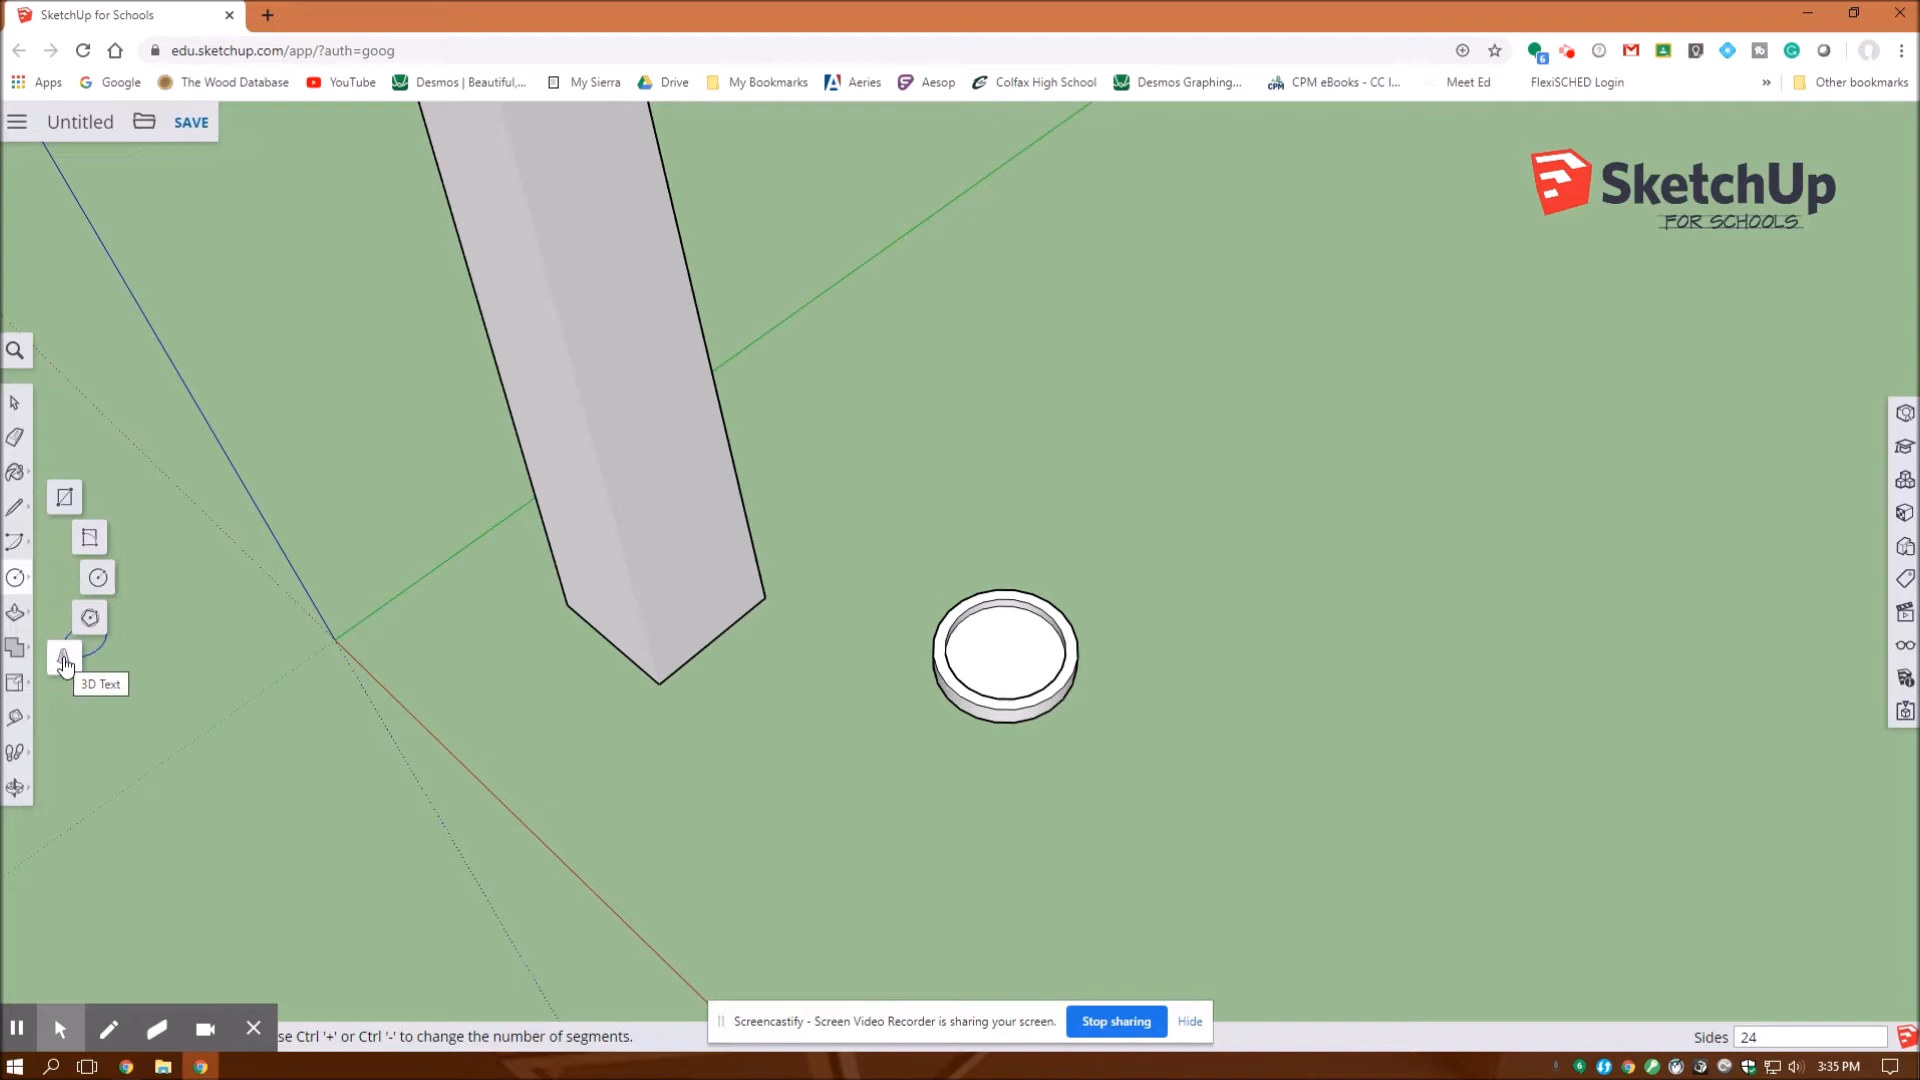 SketchUp for Schools
edu.sketchup.com/app/?auth=goog
6
Apps Google The Wood Database YouTube Desmos | Beautiful,... My Sierra Drive My Bookmarks Aeries Aesop Colfax High School Desmos Graphing... CPM eBooks - CC I... Meet Ed FlexiSCHED Login » Other bookmarks
Untitled SAVE
SketchUp
FOR SCHOOLS
3D Text
Screencastify - Screen Video Recorder is sharing your screen. Stop sharing Hide
se Ctrl '+' or Ctrl '-' to change the number of segments.
Sides 24
3:35 PM